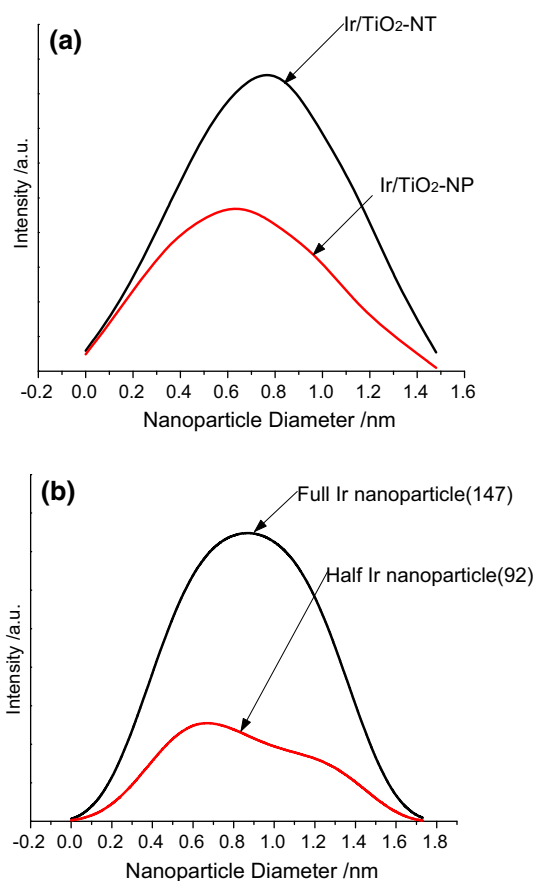 (a)
Ir/TiO2-NT
Ir/TiO2-NP
Intensity /a.u.
-0.2 0.0 0.2 0.4 0.6 0.8 1.0 1.2 1.4 1.6
Nanoparticle Diameter /nm
(b)
Full Ir nanoparticle(147)
Half Ir nanoparticle(92)
Intensity /a.u.
-0.2 0.0 0.2 0.4 0.6 0.8 1.0 1.2 1.4 1.6 1.8
Nanoparticle Diameter /nm